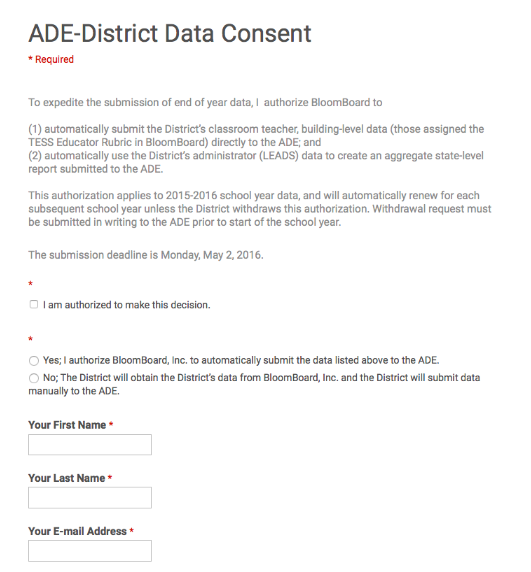 ADE-District Data Consent
* Required
To expedite the submission of end of year data, I  authorize BloomBoard to
(1) automatically submit the District's classroom teacher, building-level data (those assigned the
TESS Educator Rubric in BloomBoard) directly to the ADE; and
(2) automatically use the District's administrator (LEADS) data to create an aggregate state-level
report submitted to the ADE.
This authorization applies to 2015-2016 school year data, and will automatically renew for each
subsequent school year unless the District withdraws this authorization. Withdrawal request must
be submitted in writing to the ADE prior to start of the school year.
The submission deadline is Monday, May 2, 2016.
*
I am authorized to make this decision.
*
Yes; I authorize BloomBoard, Inc. to automatically submit the data listed above to the ADE.
No; The District will obtain the District's data from BloomBoard, Inc. and the District will submit data
manually to the ADE.
Your First Name *
Your Last Name *
Your E-mail Address *